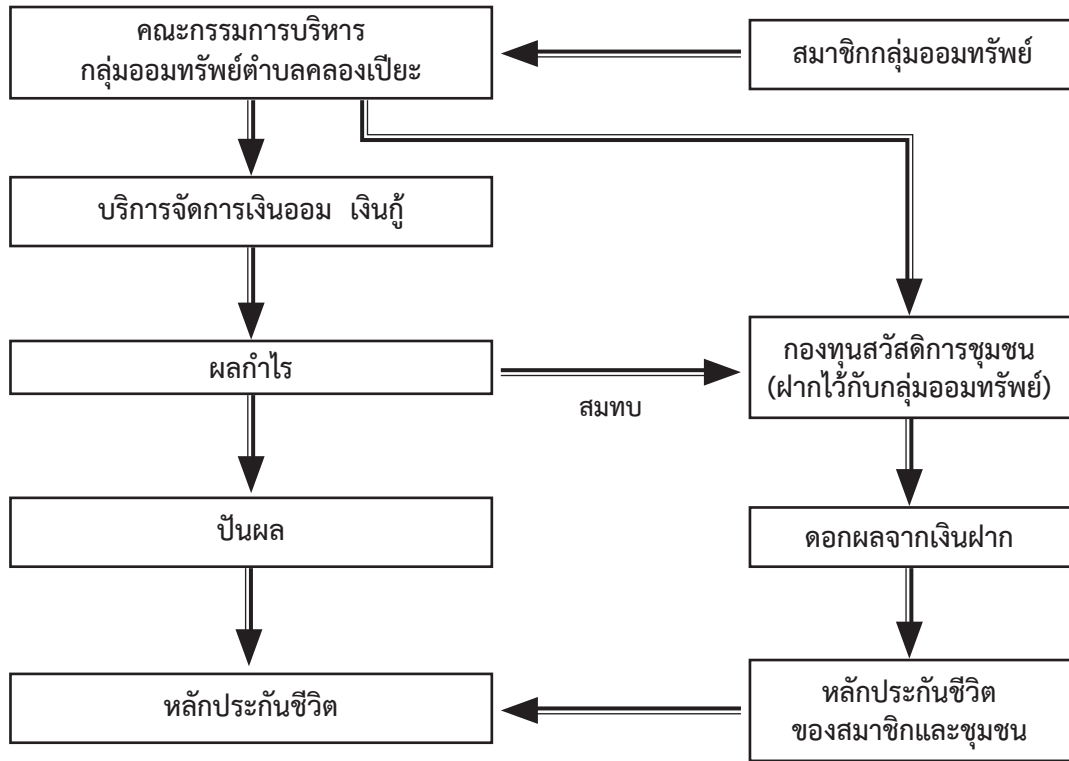 คณะกรรมการบริหาร
กลุ่มออมทรัพย์ตำบลคลองเปียะ
สมาชิกกลุ่มออมทรัพย์
บริการจัดการเงินออม เงินกู้
ผลกำไร
สมทบ
กองทุนสวัสดิการชุมชน
(ฝากไว้กับกลุ่มออมทรัพย์)
ปันผล
ดอกผลจากเงินฝาก
หลักประกันชีวิต
หลักประกันชีวิต
ของสมาชิกและชุมชน